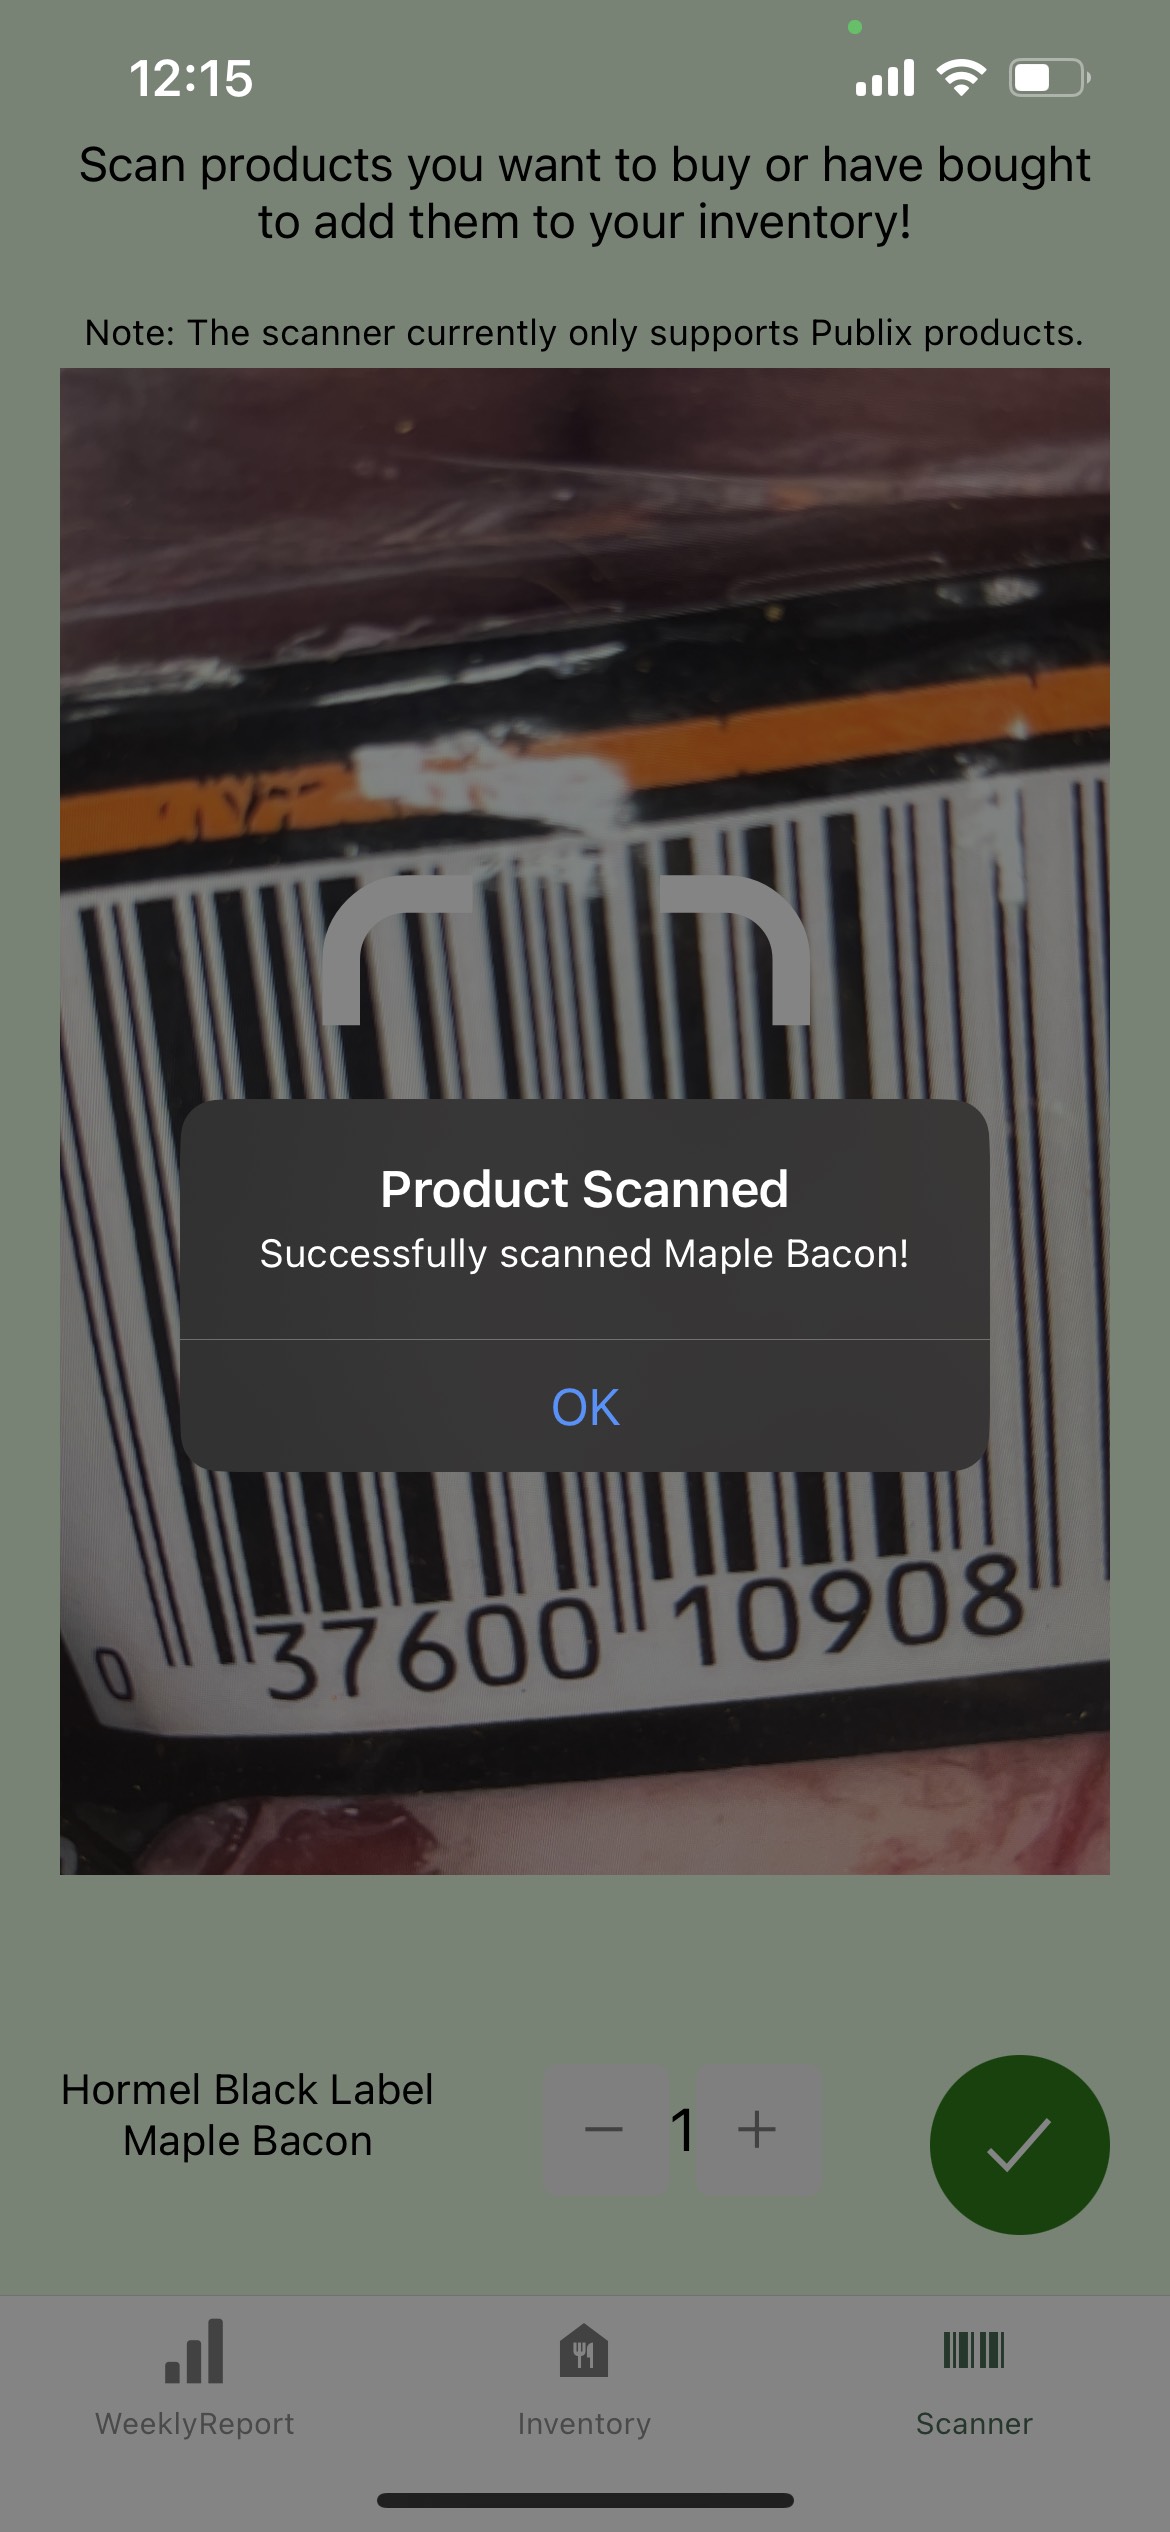 12:15
Scan products you want to buy or have bought
to add them to your inventory!
Note: The scanner currently only supports Publix products.
Product Scanned
Successfully scanned Maple Bacon!
OK
0 37600 10908
Hormel Black Label
Maple Bacon
− 1 +
WeeklyReport Inventory Scanner